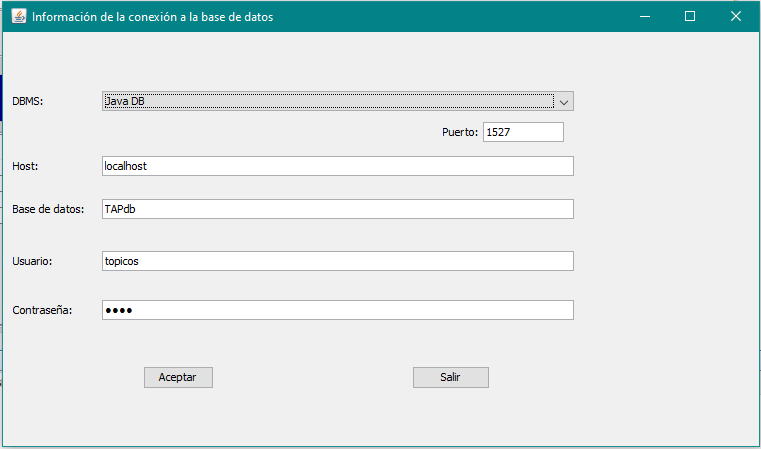 Información de la conexión a la base de datos
DBMS: Java DB
Puerto: 1527
Host: localhost
Base de datos: TAPdb
Usuario: topicos
Contraseña: ●●●●
Aceptar Salir